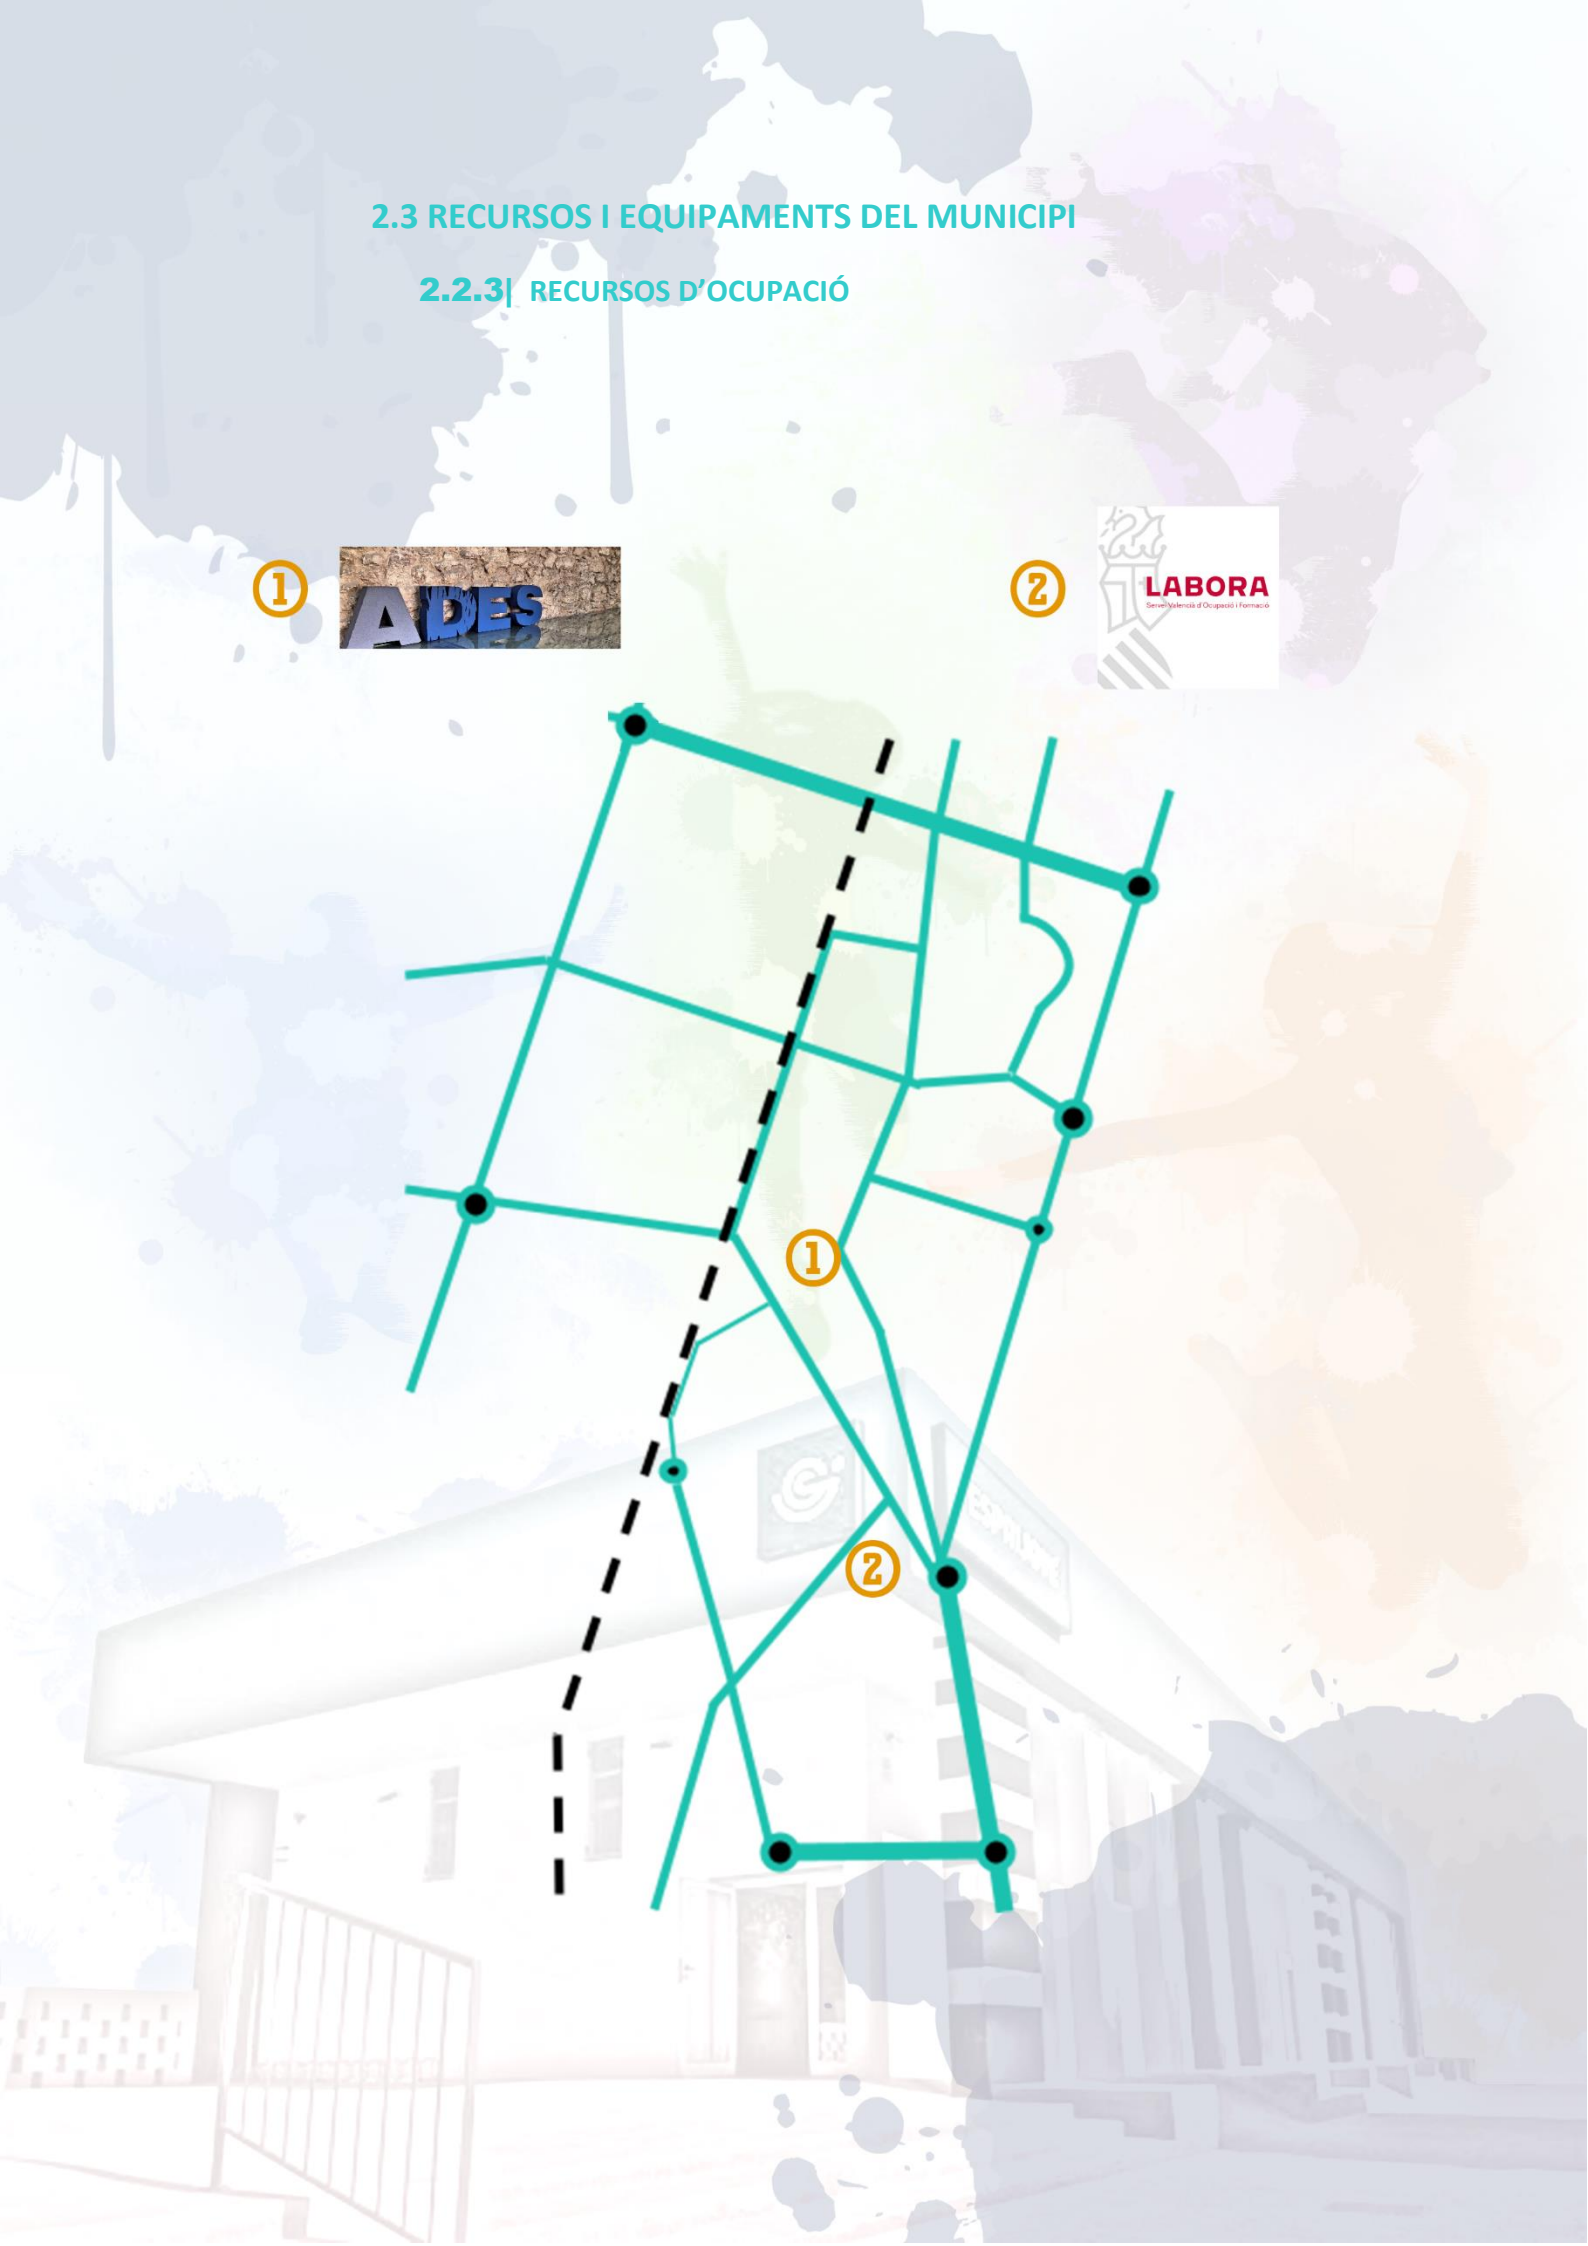 2.3 RECURSOS I EQUIPAMENTS DEL MUNICIPI
2.2.3| RECURSOS D’OCUPACIÓ
1
ADES
2
LABORA
Servei Valencià d'Ocupació i Formació
1
2